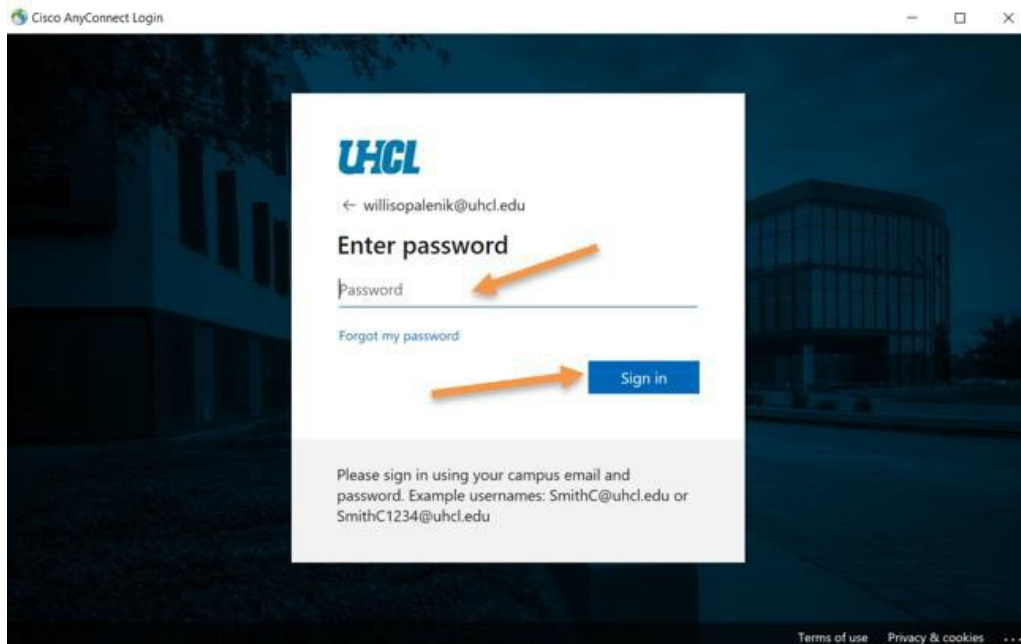 Cisco AnyConnect Login
UHCL
← willisopalenik@uhcl.edu
Enter password
Password
Forgot my password
Sign in
Please sign in using your campus email and
password. Example usernames: SmithC@uhcl.edu or
SmithC1234@uhcl.edu
Terms of use Privacy & cookies ...